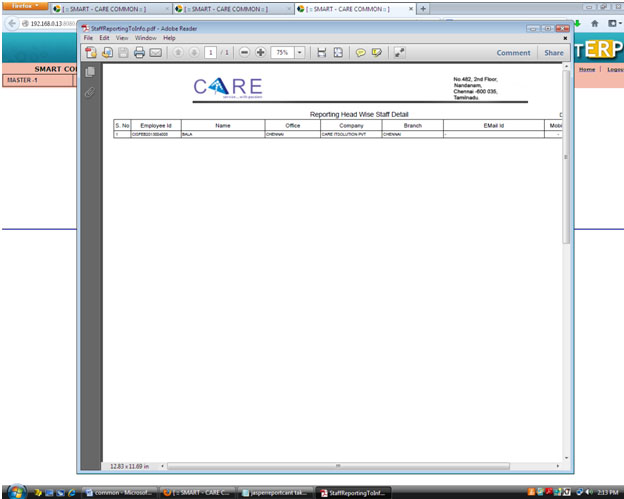 Firefox
[ :: SMART - CARE COMMON :: ]
[ :: SMART - CARE COMMON :: ]
[ :: SMART - CARE COMMON :: ]
192.168.0.13
StaffReportingToInfo.pdf - Adobe Reader
File Edit View Window Help
1 / 1
75%
Comment Share
TERP
SMART CO
Home | Logou
MASTER -1
CARE
No.482, 2nd Floor,
Nandanam,
Chennai -600 035,
Tamilnadu.
Reporting Head Wise Staff Detail
S. No Employee Id Name Office Company Branch EMail Id Mobi
1 BALA CHENNAI CARE ITSOLUTION PVT CHENNAI - -
12.83 x 11.69 in
common - Microsof... [ :: SMART - CARE C... jasperreportcant tak... StaffReportingToInf... 2:13 PM